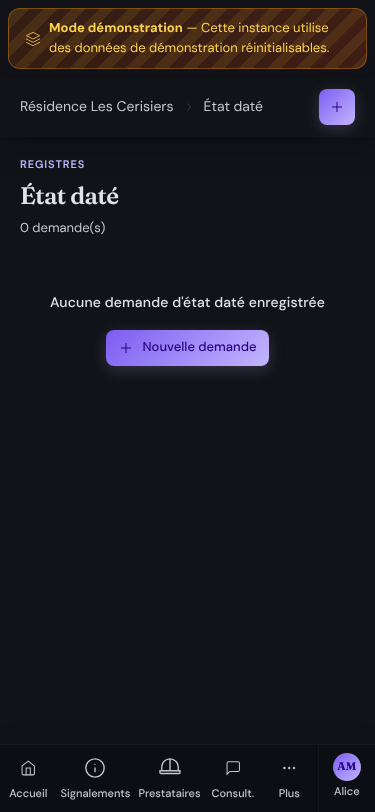 Mode démonstration — Cette instance utilise
des données de démonstration réinitialisables.
Résidence Les Cerisiers > État daté
REGISTRES
État daté
0 demande(s)
Aucune demande d'état daté enregistrée
+ Nouvelle demande
Accueil
Signalements
Prestataires
Consult.
Plus
AM
Alice